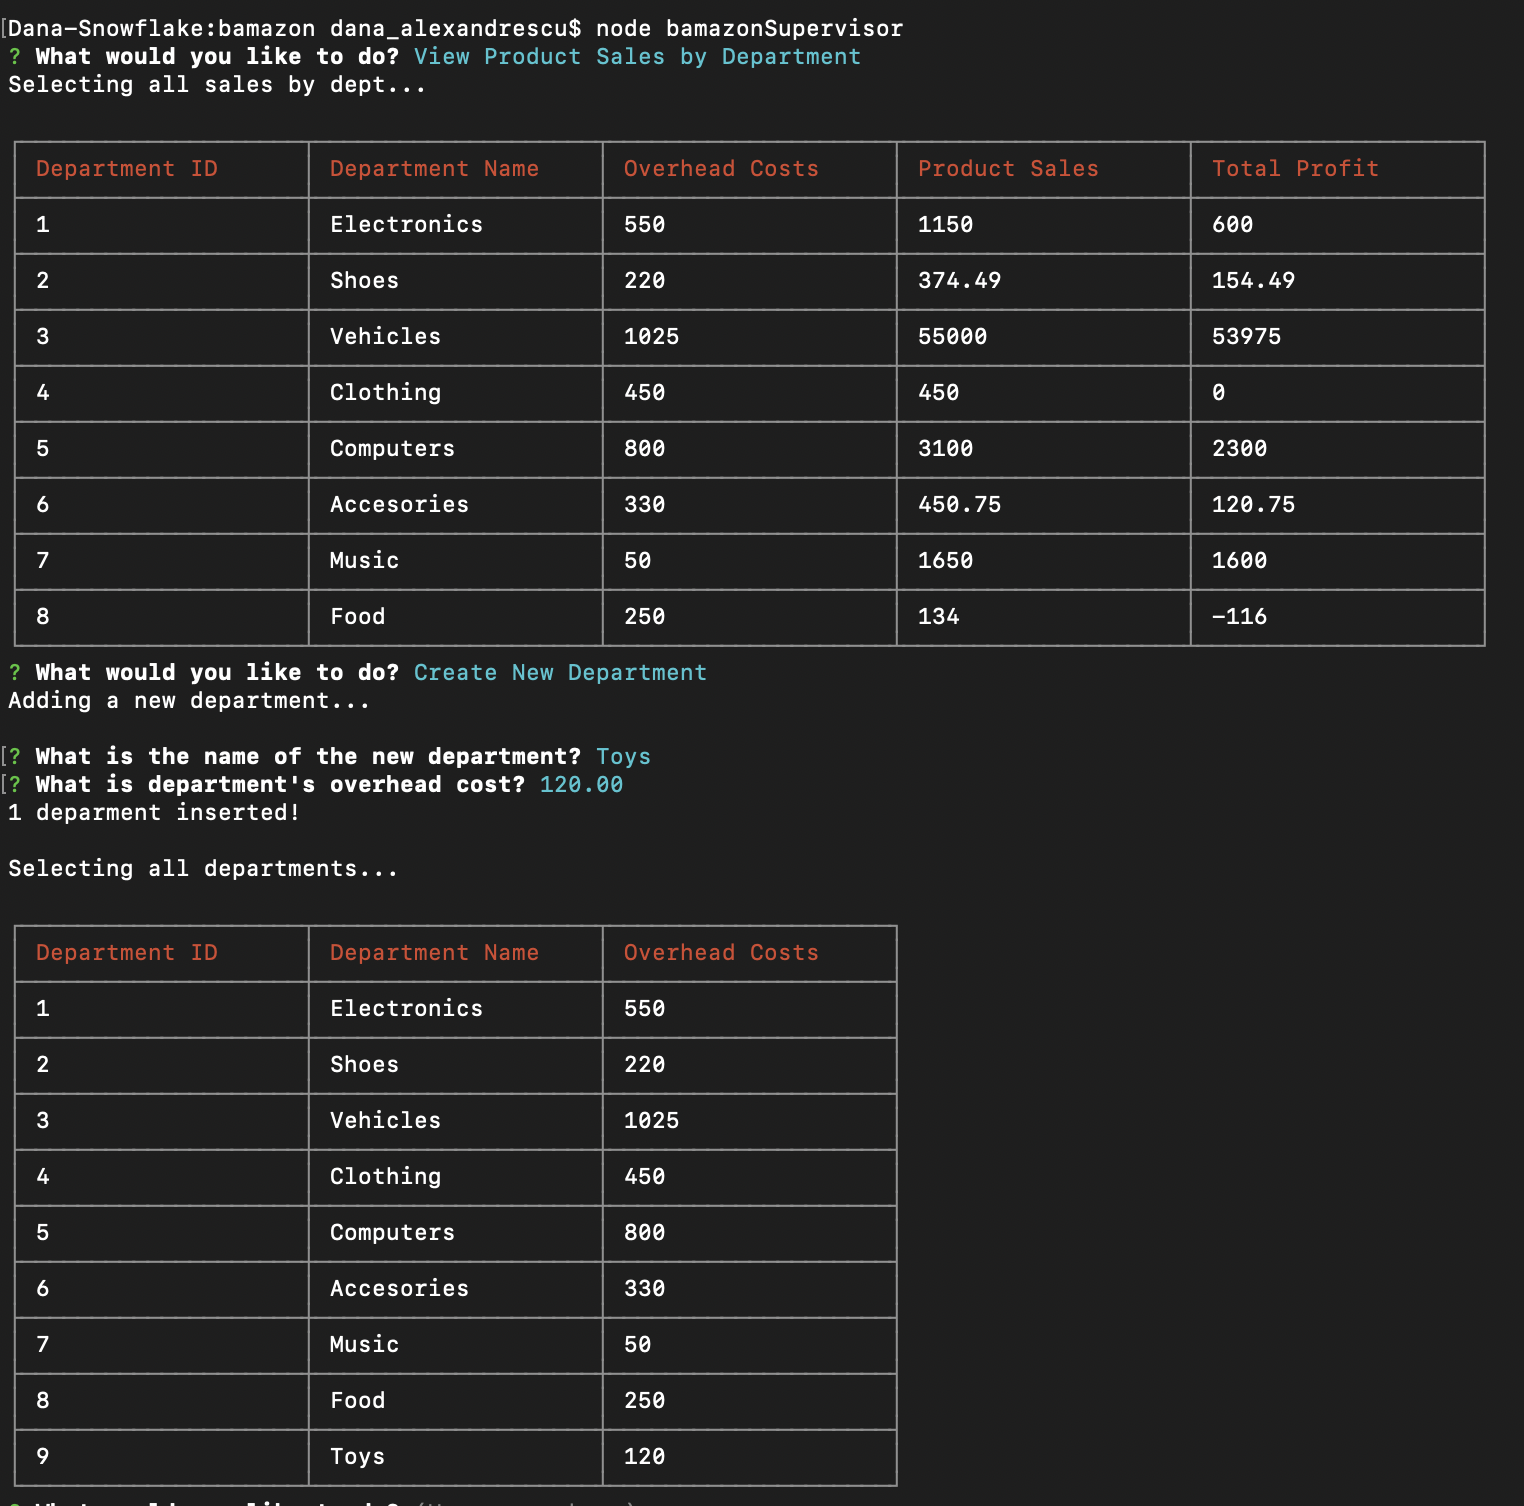 [Dana-Snowflake:bamazon dana_alexandrescu$ node bamazonSupervisor
? What would you like to do? View Product Sales by Department
Selecting all sales by dept...
Department ID Department Name Overhead Costs Product Sales Total Profit
1 Electronics 550 1150 600
2 Shoes 220 374.49 154.49
3 Vehicles 1025 55000 53975
4 Clothing 450 450 0
5 Computers 800 3100 2300
6 Accesories 330 450.75 120.75
7 Music 50 1650 1600
8 Food 250 134 -116
? What would you like to do? Create New Department
Adding a new department...
[? What is the name of the new department? Toys
[? What is department's overhead cost? 120.00
1 deparment inserted!
Selecting all departments...
Department ID Department Name Overhead Costs
1 Electronics 550
2 Shoes 220
3 Vehicles 1025
4 Clothing 450
5 Computers 800
6 Accesories 330
7 Music 50
8 Food 250
9 Toys 120